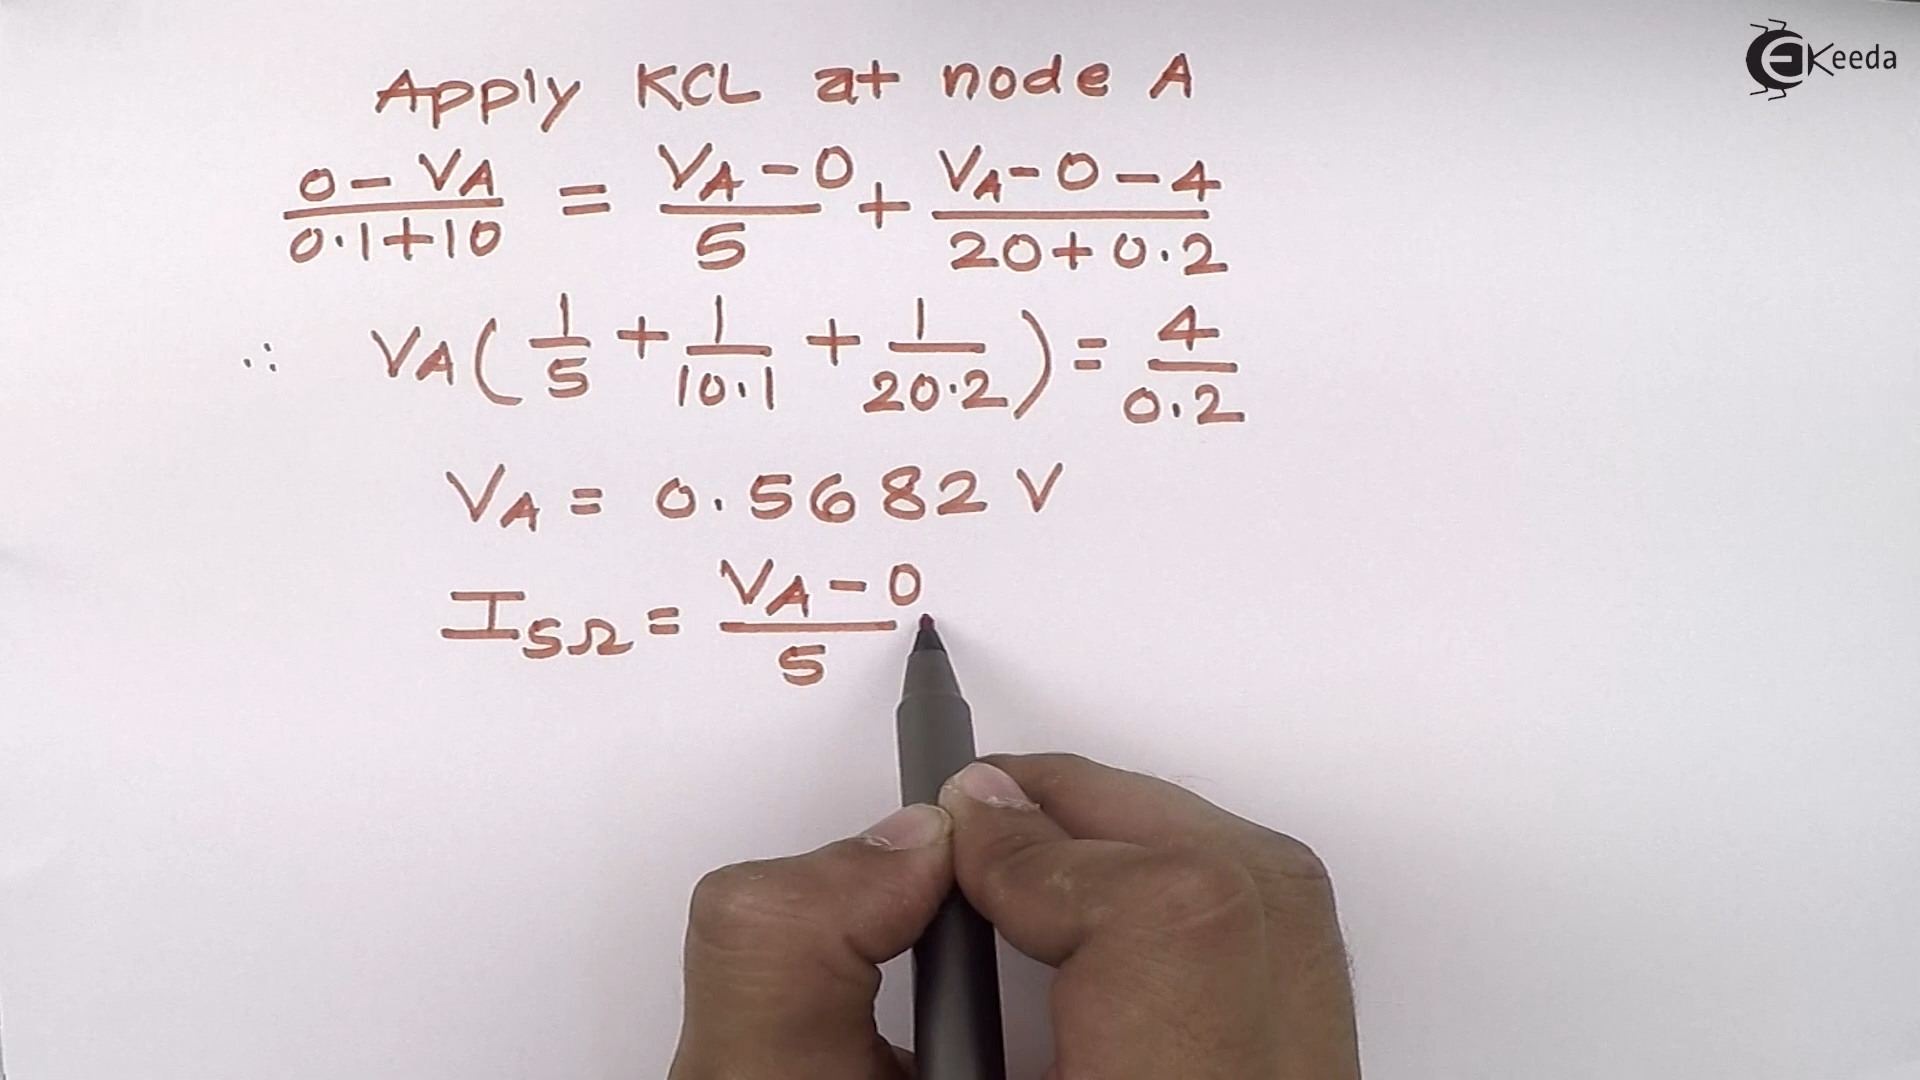 Keeda
Apply KCL at node A
0 - VA / 0.1+10 = VA - 0 / 5 + VA - 0 - 4 / 20 + 0.2
∴ VA ( 1/5 + 1/10.1 + 1/20.2 ) = 4/0.2
VA = 0.5682 V
I5Ω = VA - 0 / 5